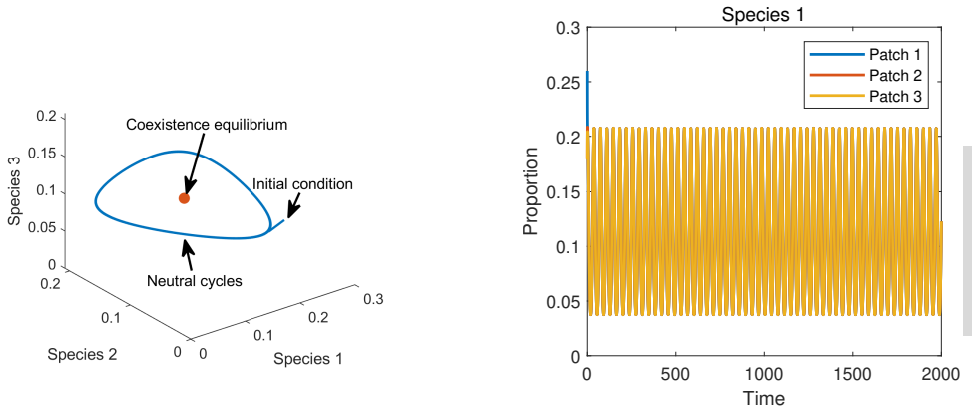 Coexistence equilibrium
Initial condition
Neutral cycles
Species 3
0.2
0.15
0.1
0.05
0
0.2
0.1
0
Species 2
0
0.1
0.2
0.3
Species 1
Species 1
Patch 1
Patch 2
Patch 3
Proportion
0.3
0.25
0.2
0.15
0.1
0.05
0
0
500
1000
1500
2000
Time